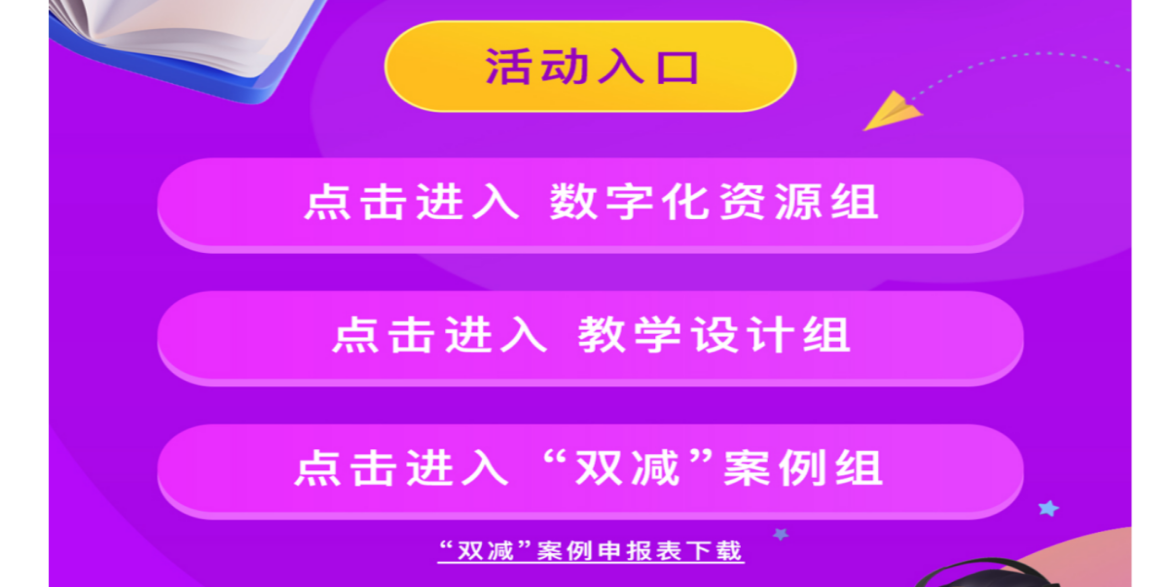 活动入口
点击进入 数字化资源组
点击进入 教学设计组
点击进入 “双减”案例组
“双减”案例申报表下载